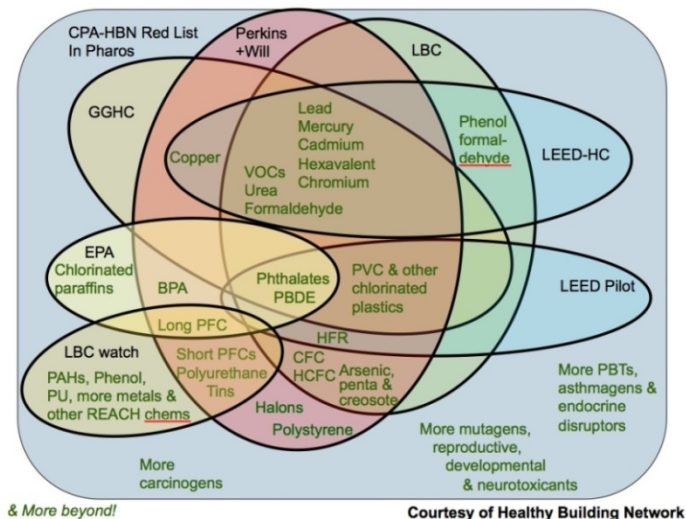 CPA-HBN Red List
In Pharos
Perkins
+Will
LBC
GGHC
Lead
Mercury
Cadmium
Hexavalent
Chromium
Phenol
formal-
dehyde
LEED-HC
Copper
VOCs
Urea
Formaldehyde
EPA
Chlorinated
paraffins
BPA
Phthalates
PBDE
PVC & other
chlorinated
plastics
LEED Pilot
Long PFC
HFR
LBC watch
PAHs, Phenol,
PU, more metals &
other REACH chems
Short PFCs
Polyurethane
Tins
CFC
HCFC
Arsenic,
penta &
creosote
More PBTs,
asthmagens &
endocrine
disruptors
Halons
Polystyrene
More mutagens,
reproductive,
developmental
& neurotoxicants
More
carcinogens
& More beyond!
Courtesy of Healthy Building Network